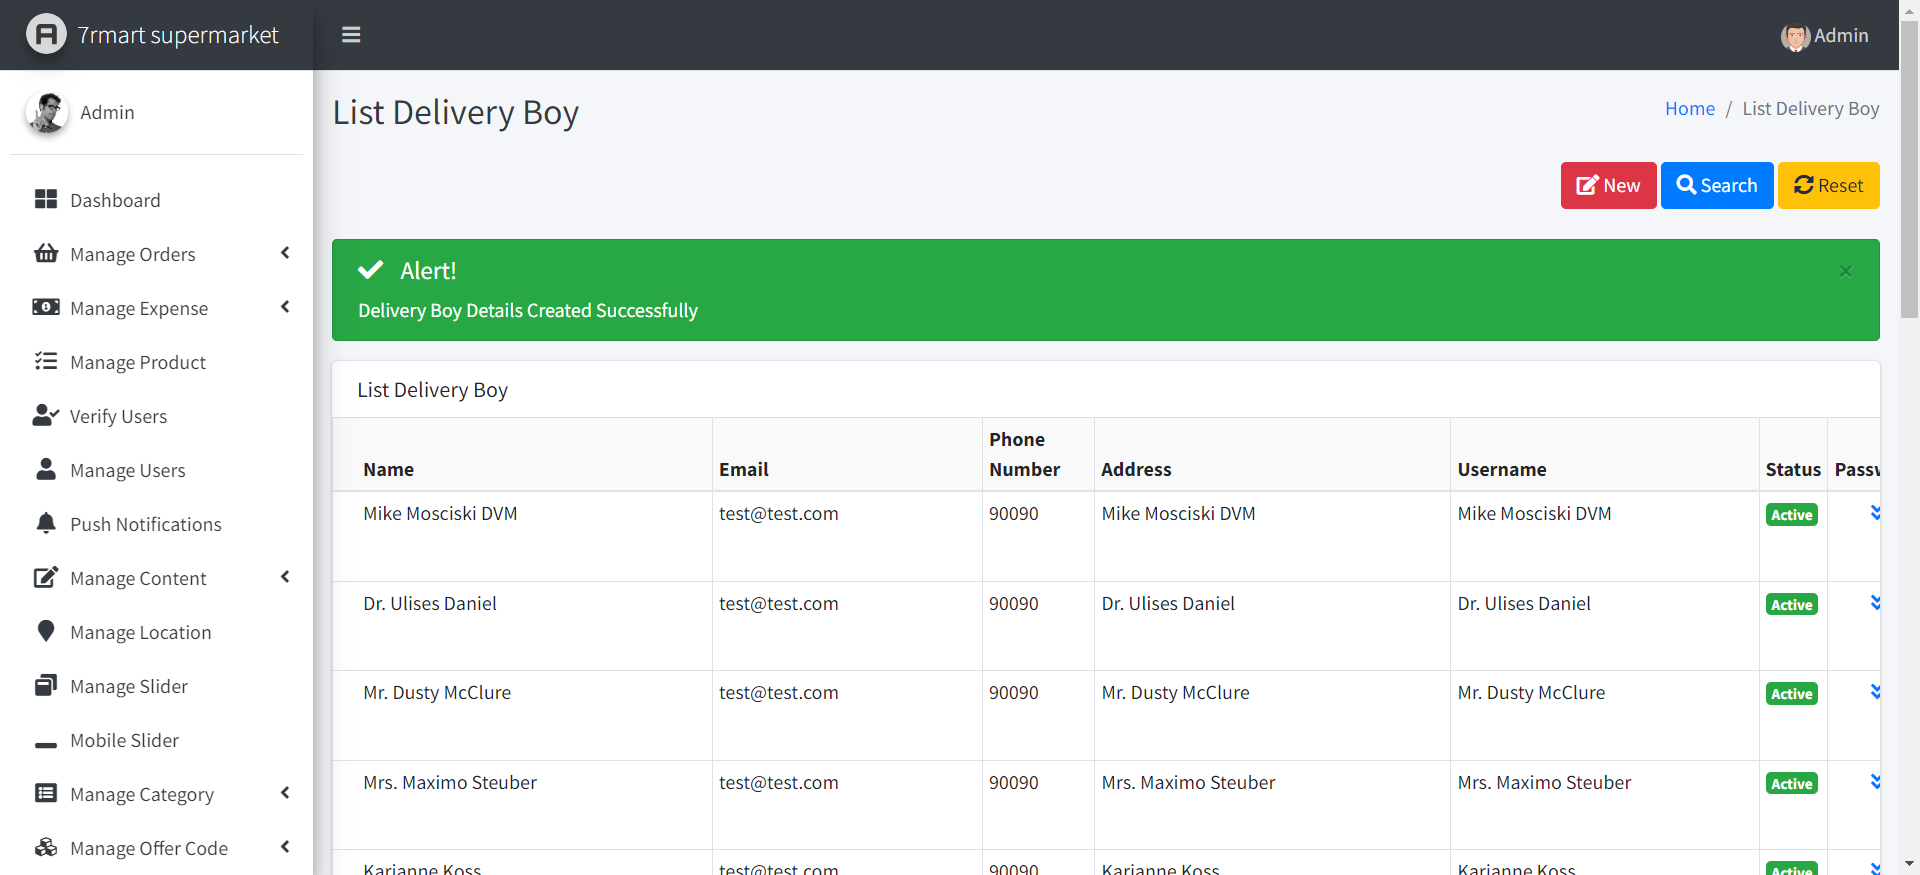 7rmart supermarket
Admin
Admin
Dashboard
Manage Orders
Manage Expense
Manage Product
Verify Users
Manage Users
Push Notifications
Manage Content
Manage Location
Manage Slider
Mobile Slider
Manage Category
Manage Offer Code
List Delivery Boy
Home / List Delivery Boy
New Search Reset
Alert!
×
Delivery Boy Details Created Successfully
List Delivery Boy
Name Email Phone Number Address Username Status
Mike Mosciski DVM test@test.com 90090 Mike Mosciski DVM Mike Mosciski DVM Active
Dr. Ulises Daniel test@test.com 90090 Dr. Ulises Daniel Dr. Ulises Daniel Active
Mr. Dusty McClure test@test.com 90090 Mr. Dusty McClure Mr. Dusty McClure Active
Mrs. Maximo Steuber test@test.com 90090 Mrs. Maximo Steuber Mrs. Maximo Steuber Active
Karianne Koss test@test.com 90090 Karianne Koss Karianne Koss Active